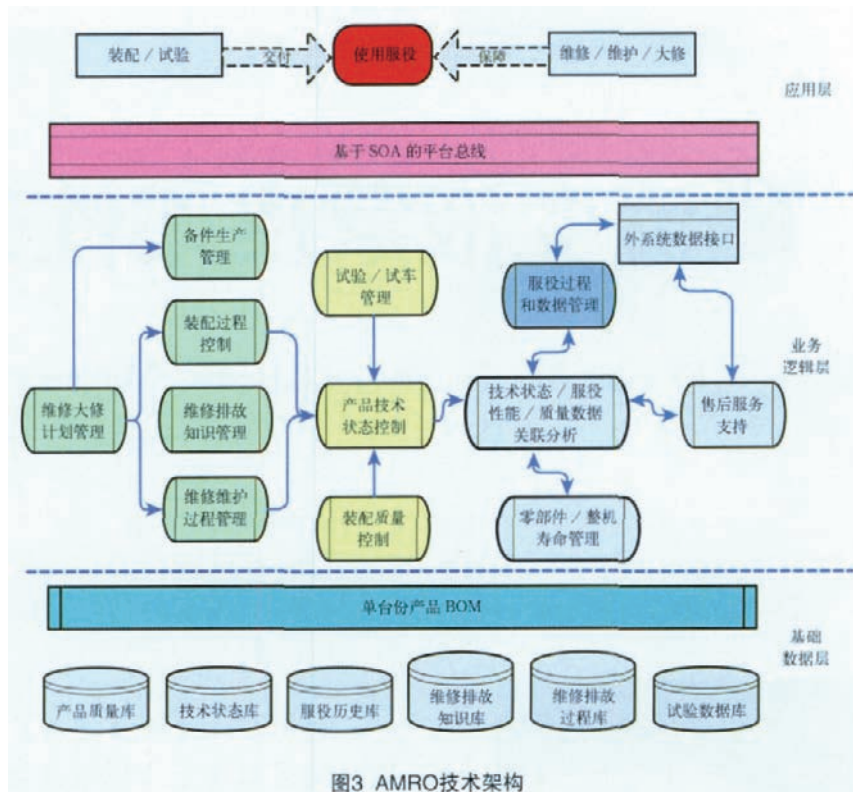 装配／试验
交付
使用服役
保障
维修／维护／大修
应用层
基于 SOA 的平台总线
备件生产
管理
外系统数据接口
试验／试车
管理
服役过程
和数据管理
装配过程
控制
业务
逻辑层
维修大修
计划管理
维修排故
知识管理
产品技术
状态控制
技术状态／服役
性能／质量数据
关联分析
售后服务
支持
维修维护
过程管理
装配质量
控制
零部件／整机
寿命管理
单台份产品 BOM
基础
数据层
产品质量库
技术状态库
服役历史库
维修排故
知识库
维修排故
过程库
试验数据库
图3 AMRO技术架构